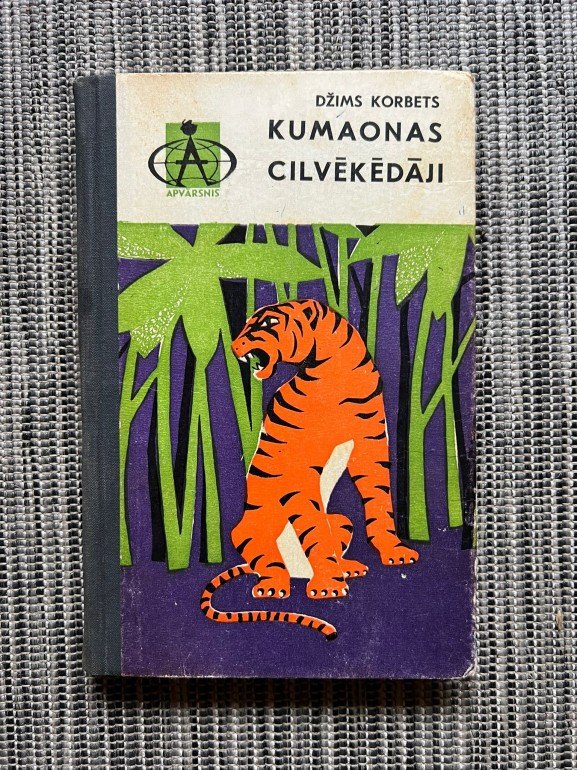 DŽIMS KORBETS
KUMAONAS
CILVĒKĒDĀJI
A
APVĀRSNIS